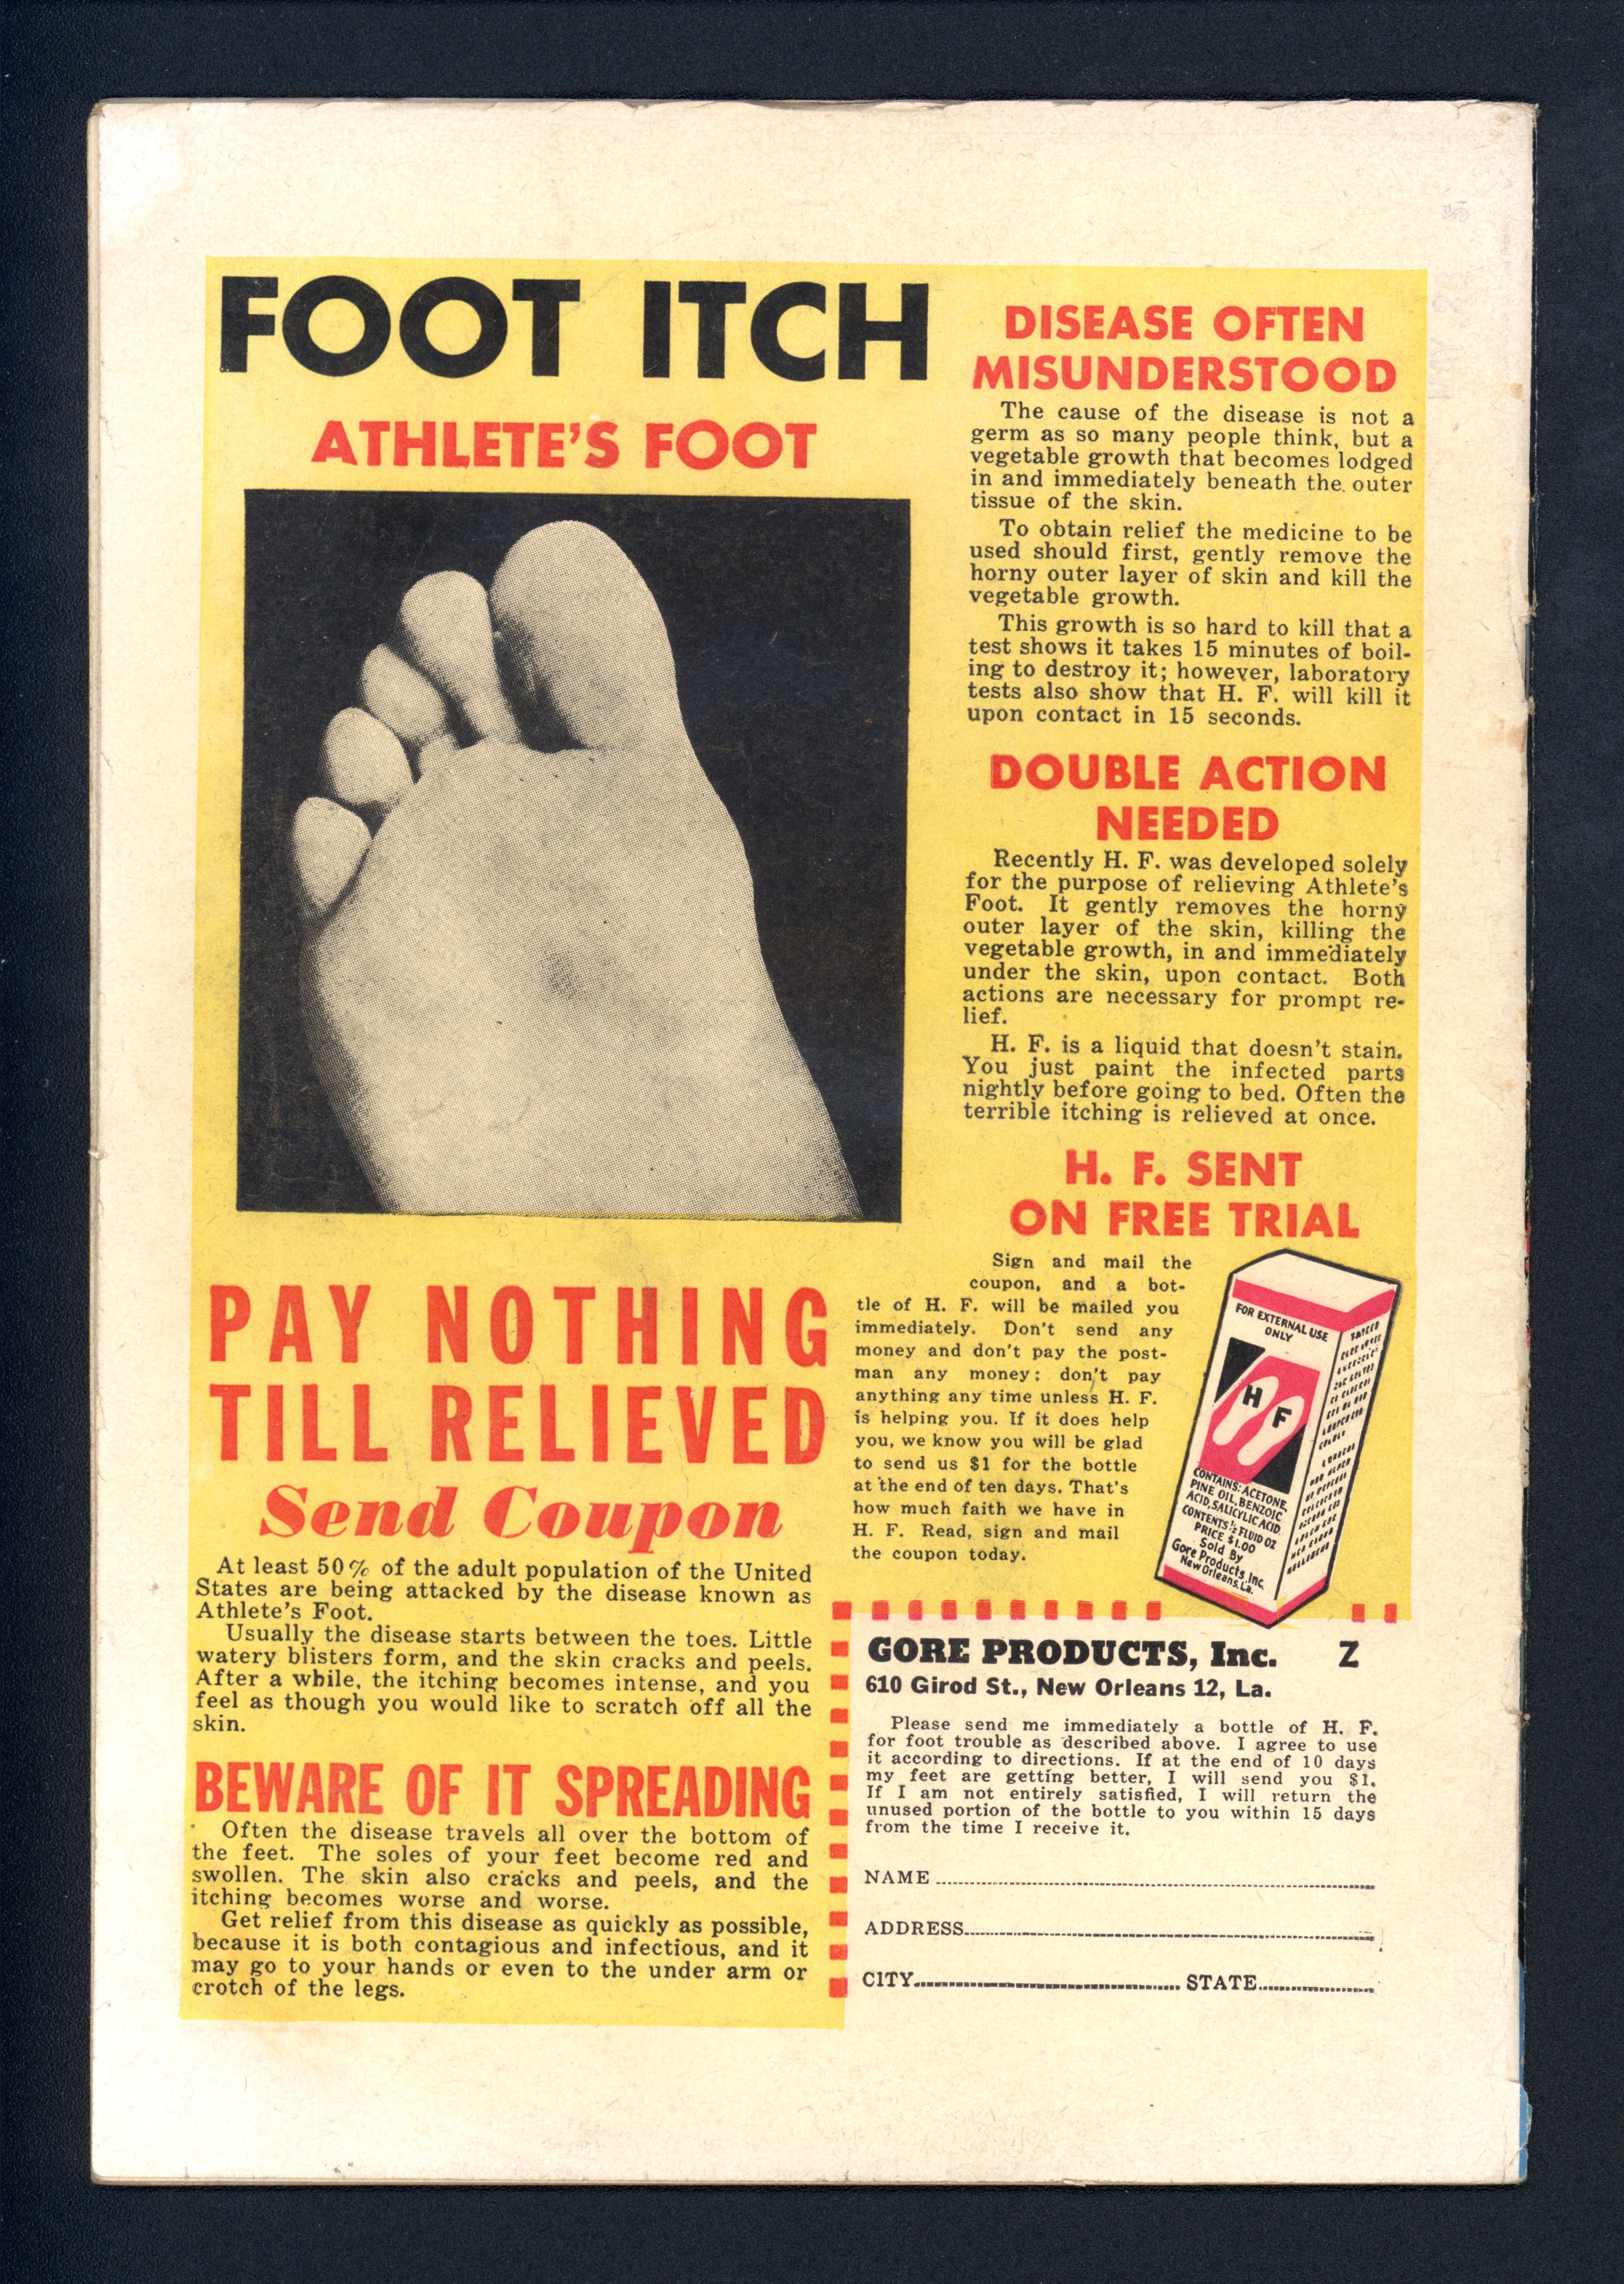 FOOT ITCH
ATHLETE'S FOOT
PAY NOTHING
TILL RELIEVED
Send Coupon
At least 50% of the adult population of the United
States are being attacked by the disease known as
Athlete's Foot.
Usually the disease starts between the toes. Little
watery blisters form, and the skin cracks and peels.
After a while, the itching becomes intense, and you
feel as though you would like to scratch off all the
skin.
BEWARE OF IT SPREADING
Often the disease travels all over the bottom of
the feet. The soles of your feet become red and
swollen. The skin also cracks and peels, and the
itching becomes worse and worse.
Get relief from this disease as quickly as possible,
because it is both contagious and infectious, and it
may go to your hands or even to the under arm or
crotch of the legs.
DISEASE OFTEN
MISUNDERSTOOD
The cause of the disease is not a
germ as so many people think, but a
vegetable growth that becomes lodged
in and immediately beneath the outer
tissue of the skin.
To obtain relief the medicine to be
used should first, gently remove the
horny outer layer of skin and kill the
vegetable growth.
This growth is so hard to kill that a
test shows it takes 15 minutes of boil-
ing to destroy it; however, laboratory
tests also show that H. F. will kill it
upon contact in 15 seconds.
DOUBLE ACTION
NEEDED
Recently H. F. was developed solely
for the purpose of relieving Athlete's
Foot. It gently removes the horny
outer layer of the skin, killing the
vegetable growth, in and immediately
under the skin, upon contact. Both
actions are necessary for prompt re-
lief.
H. F. is a liquid that doesn't stain.
You just paint the infected parts
nightly before going to bed. Often the
terrible itching is relieved at once.
H. F. SENT
ON FREE TRIAL
Sign and mail the
coupon, and a bot-
tle of H. F. will be mailed you
immediately. Don't send any
money and don't pay the post-
man any money; don't pay
anything any time unless H. F.
is helping you. If it does help
you, we know you will be glad
to send us $1 for the bottle
at the end of ten days. That's
how much faith we have in
H. F. Read, sign and mail
the coupon today.
FOR EXTERNAL USE
ONLY
H F
CONTAINS: ACETONE,
PINE OIL, BENZOIC
ACID, SALICYLIC ACID
CONTENTS ½ FLUID OZ
PRICE $1.00
Sold By
Gore Products, Inc.
New Orleans, La.
GORE PRODUCTS, Inc. Z
610 Girod St., New Orleans 12, La.
Please send me immediately a bottle of H. F.
for foot trouble as described above. I agree to use
it according to directions. If at the end of 10 days
my feet are getting better, I will send you $1.
If I am not entirely satisfied, I will return the
unused portion of the bottle to you within 15 days
from the time I receive it.
NAME
ADDRESS
CITY STATE